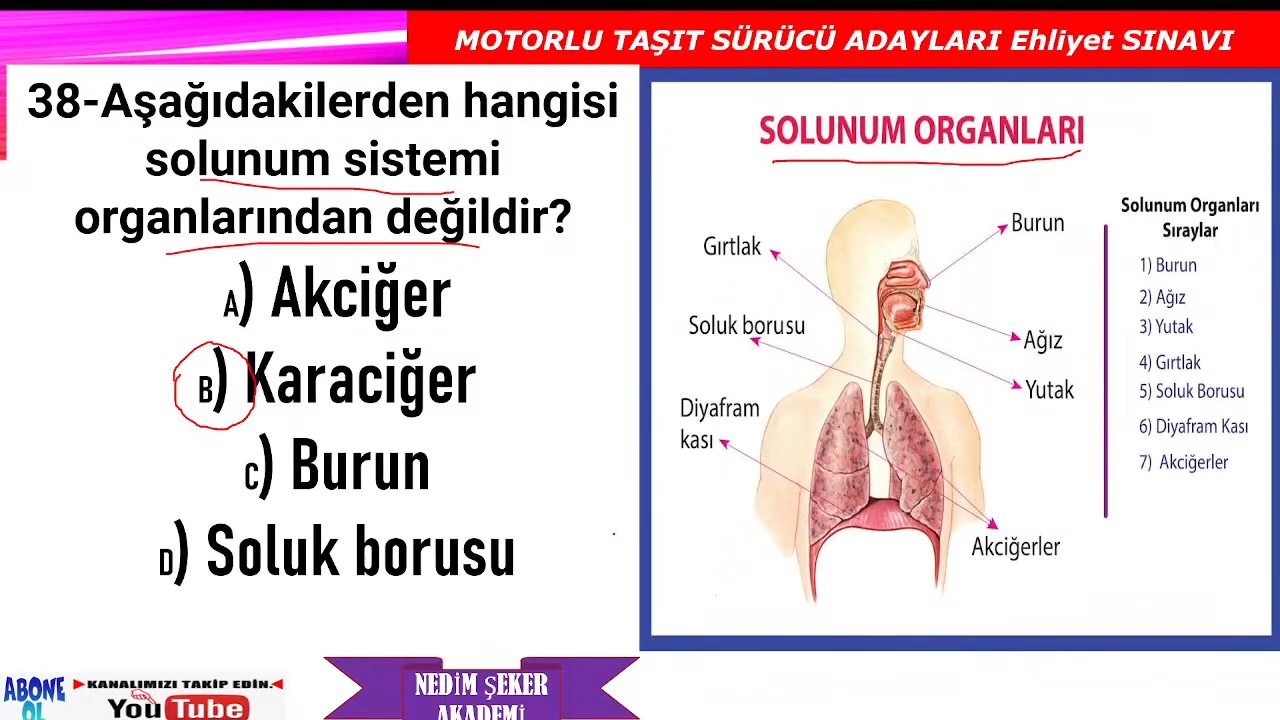 MOTORLU TAŞIT SÜRÜCÜ ADAYLARI Ehliyet SINAVI
38-Aşağıdakilerden hangisi
solunum sistemi
organlarından değildir?
A) Akciğer
B) Karaciğer
C) Burun
D) Soluk borusu
SOLUNUM ORGANLARI
Gırtlak
Soluk borusu
Diyafram
kası
Burun
Ağız
Yutak
Akciğerler
Solunum Organları
Sıraylar
1) Burun
2) Ağız
3) Yutak
4) Gırtlak
5) Soluk Borusu
6) Diyafram Kası
7) Akciğerler
ABONE
OL
KANALIMIZI TAKİP EDİN.
YouTube
NEDİM ŞEKER
AKADEMİ